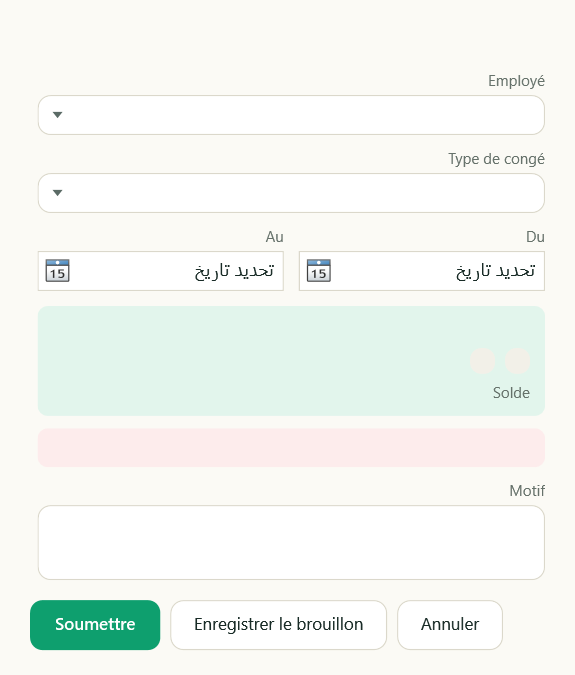 Employé
Type de congé
Du
Au
تحديد تاريخ
15
تحديد تاريخ
15
Solde
Motif
Soumettre
Enregistrer le brouillon
Annuler